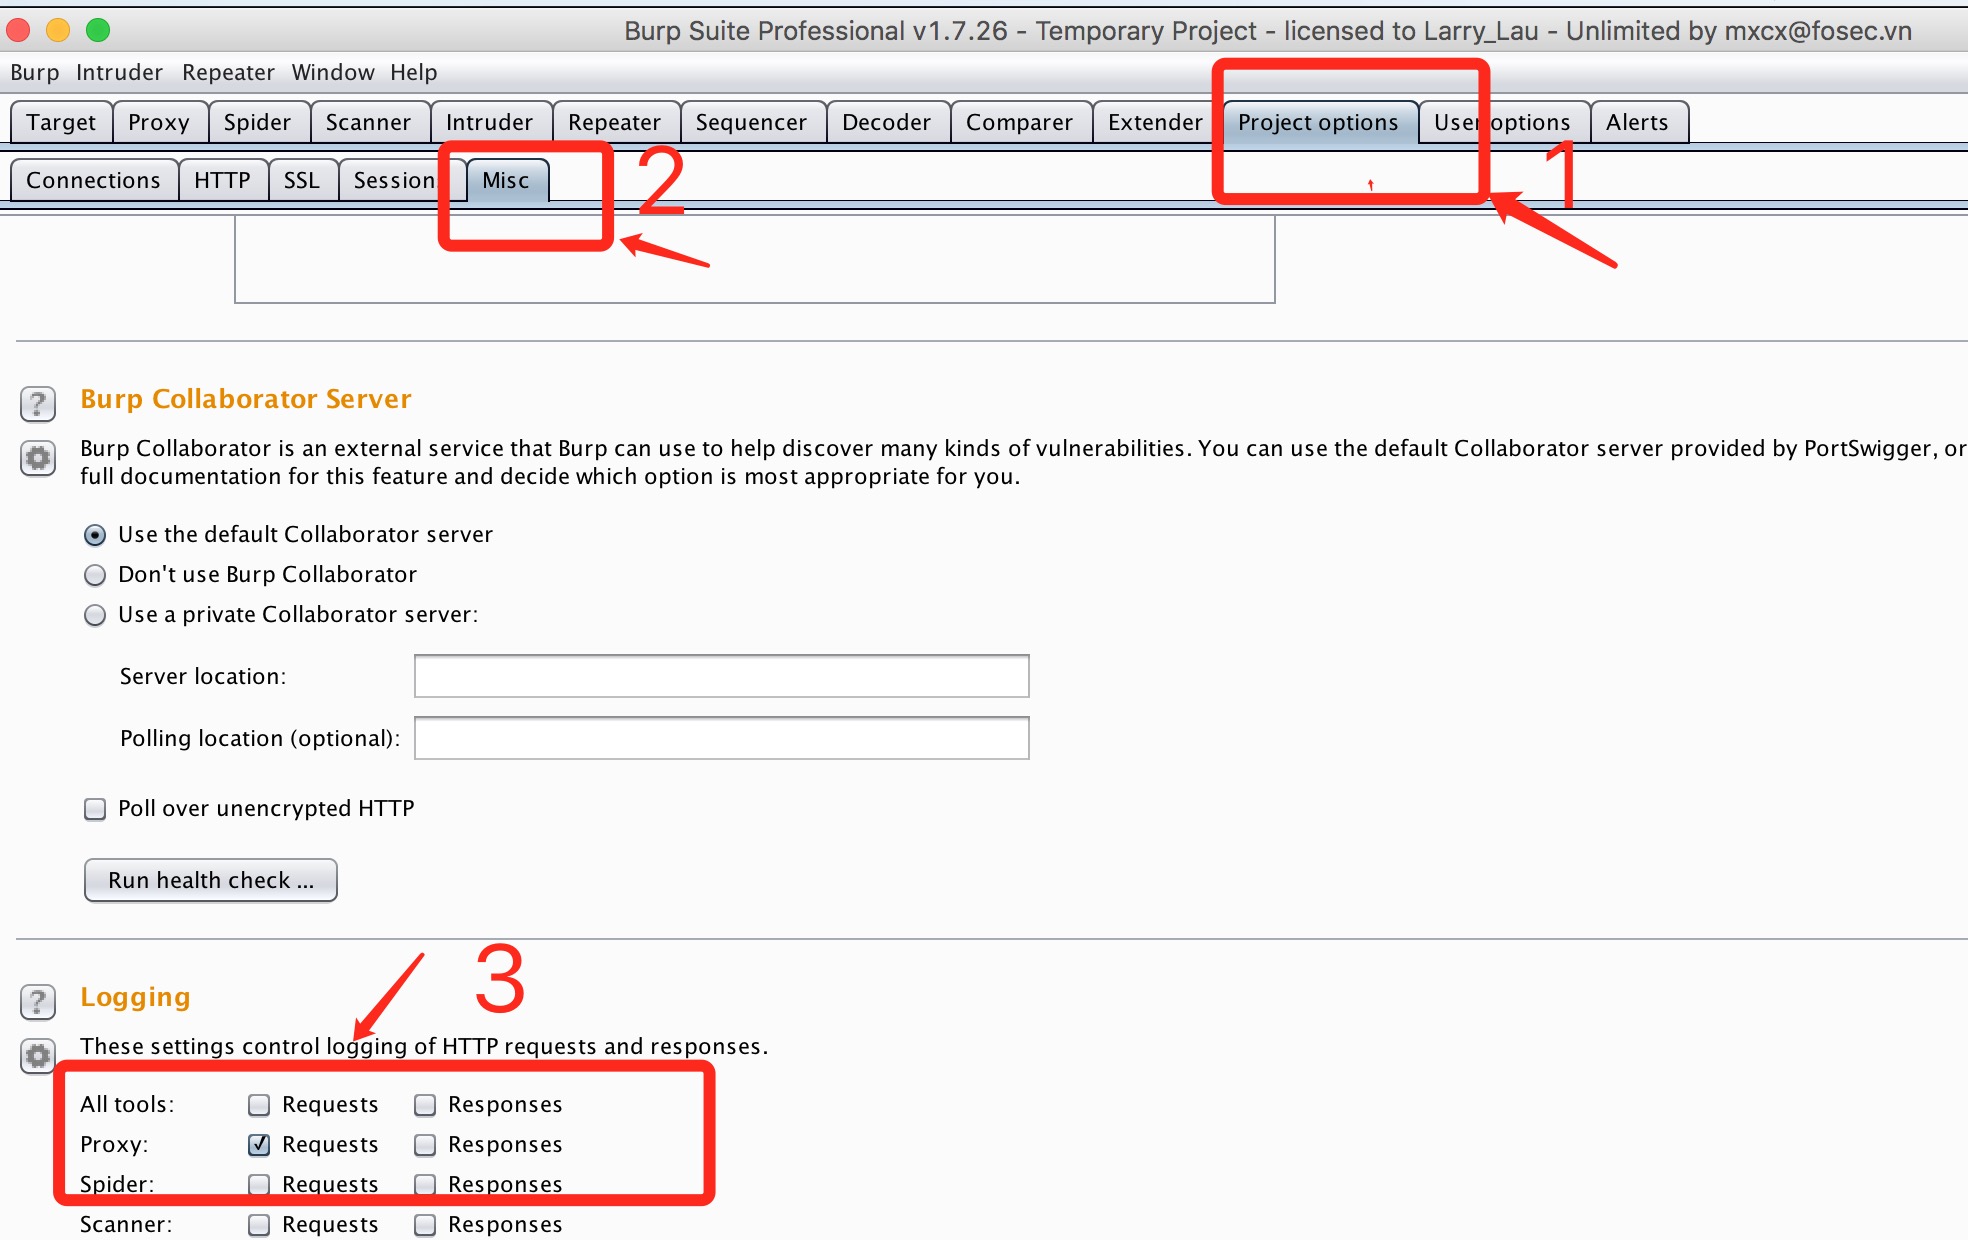 Burp Suite Professional v1.7.26 - Temporary Project - licensed to Larry_Lau - Unlimited by mxcx@fosec.vn
Burp Intruder Repeater Window Help
Target Proxy Spider Scanner Intruder Repeater Sequencer Decoder Comparer Extender Project options User options Alerts
Connections HTTP SSL Session Misc 2 1
Burp Collaborator Server
Burp Collaborator is an external service that Burp can use to help discover many kinds of vulnerabilities. You can use the default Collaborator server provided by PortSwigger, or
full documentation for this feature and decide which option is most appropriate for you.
Use the default Collaborator server
Don't use Burp Collaborator
Use a private Collaborator server:
Server location:
Polling location (optional):
Poll over unencrypted HTTP
Run health check ...
3
Logging
These settings control logging of HTTP requests and responses.
All tools: Requests Responses
Proxy: Requests Responses
Spider: Requests Responses
Scanner: Requests Responses